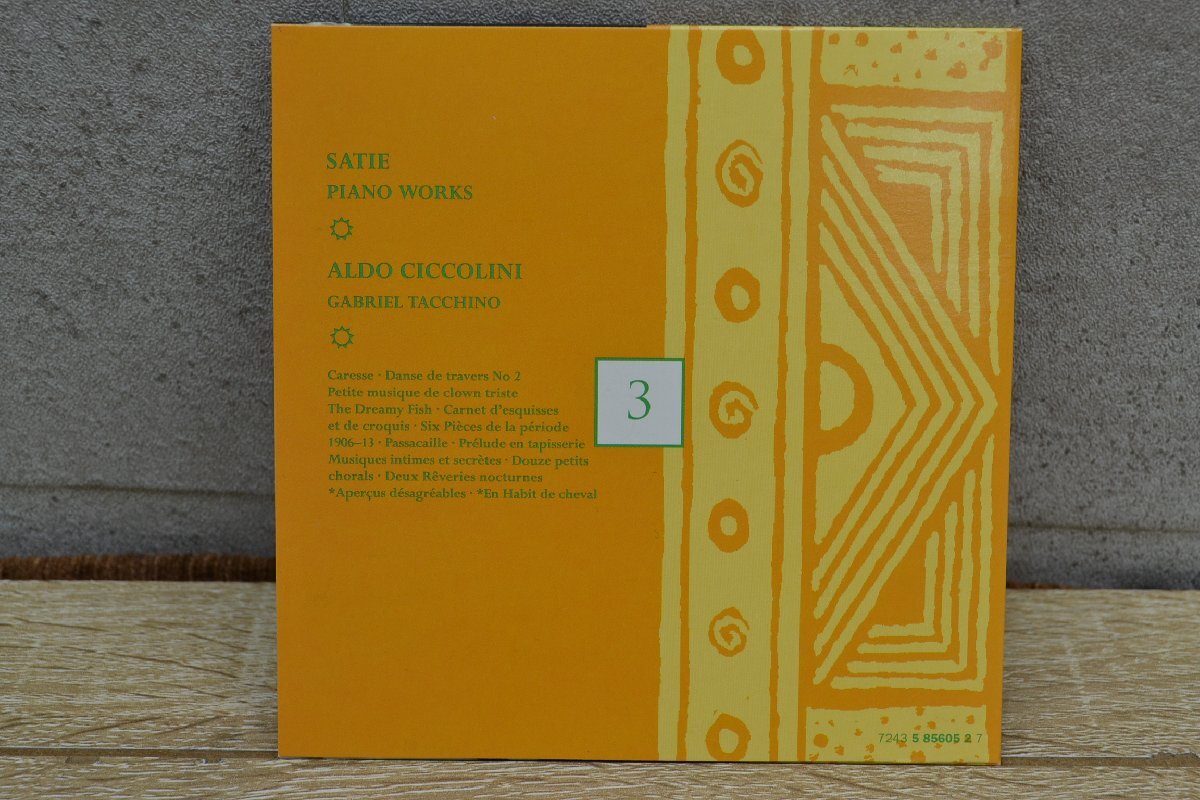 SATIE
PIANO WORKS
ALDO CICCOLINI
GABRIEL TACCHINO
Caresse · Danse de travers No 2
Petite musique de clown triste
The Dreamy Fish · Carnet d'esquisses
et de croquis · Six Pièces de la période
1906–13 · Passacaille · Prélude en tapisserie
Musiques intimes et secrètes · Douze petits
chorals · Deux Rêveries nocturnes
*Aperçus désagréables · *En Habit de cheval
3
7243 5 85605 2 7